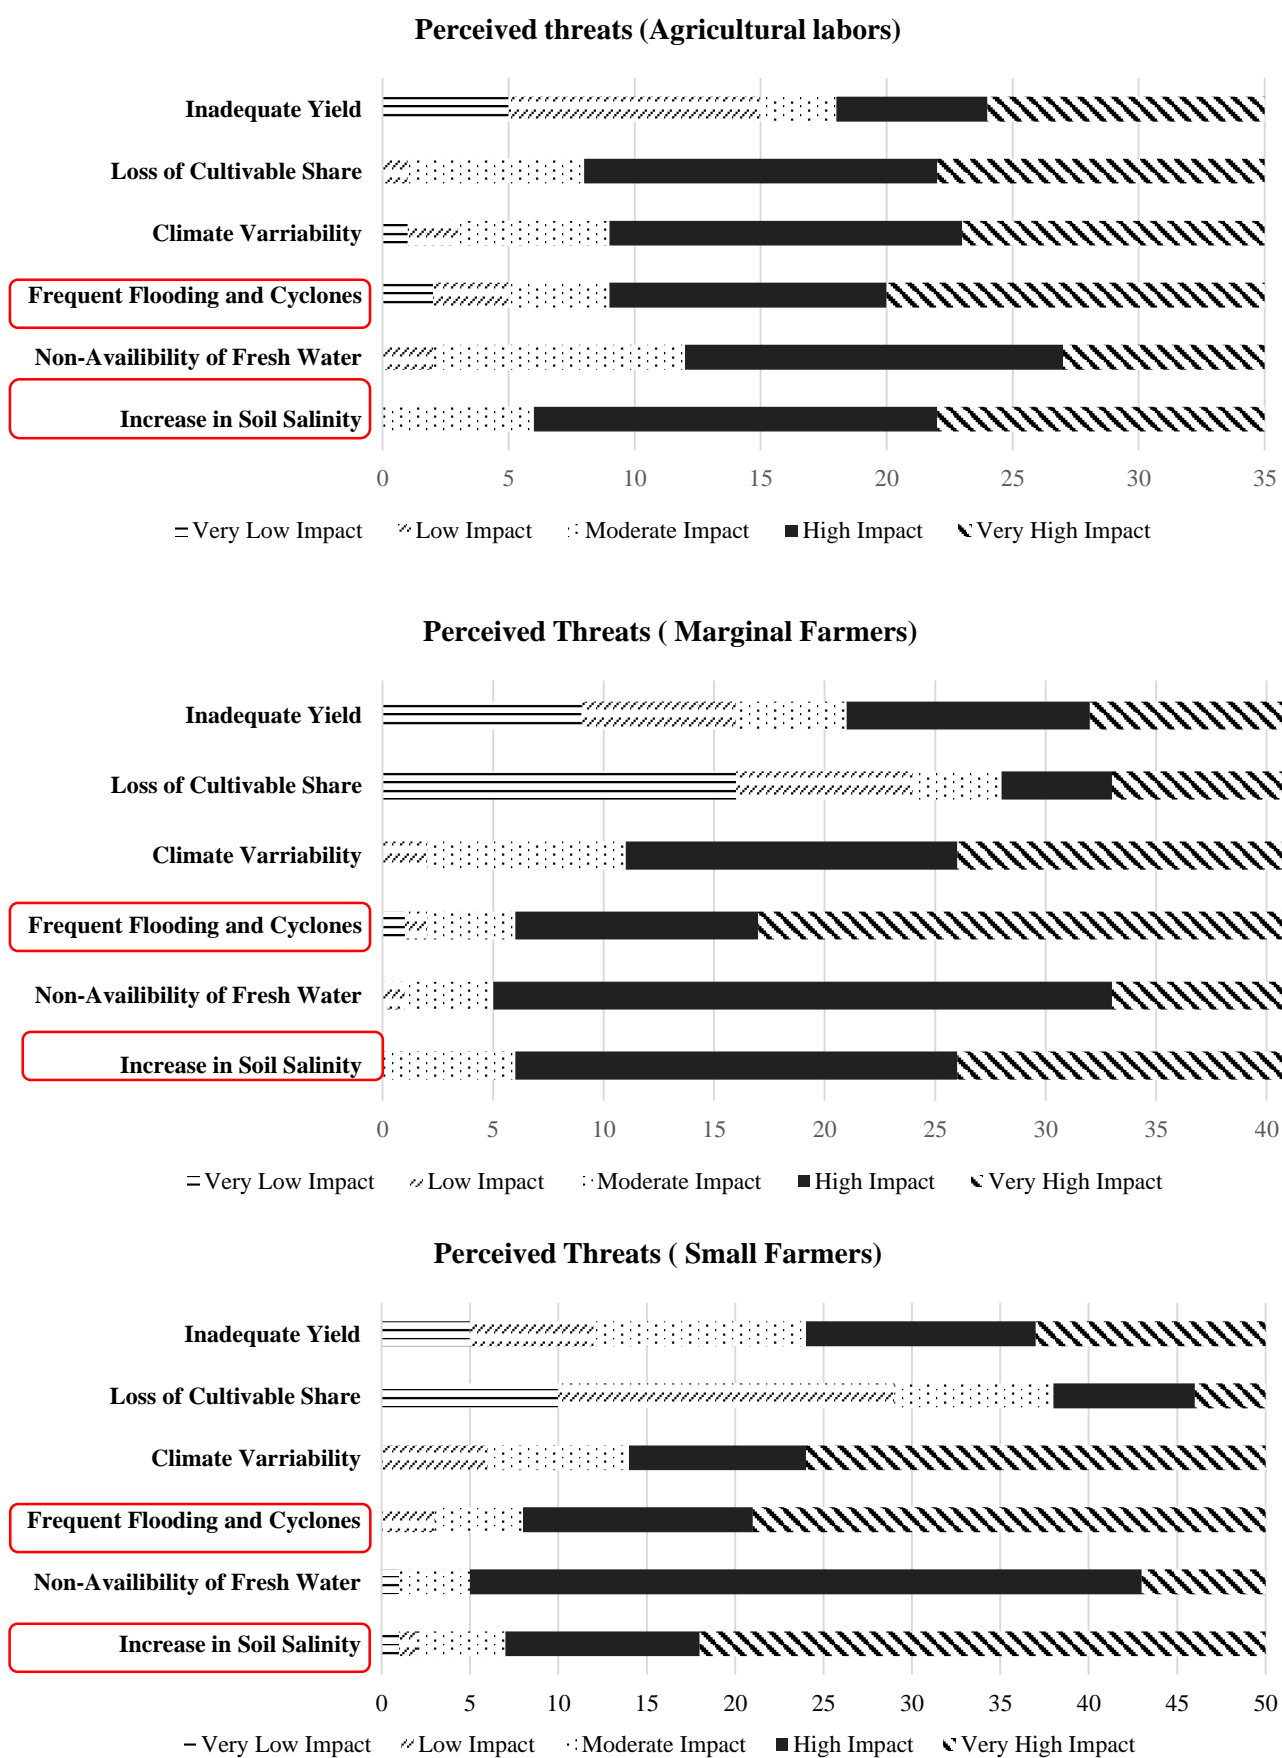 Perceived threats (Agricultural labors)
Inadequate Yield
Loss of Cultivable Share
Climate Varriability
Frequent Flooding and Cyclones
Non-Availibility of Fresh Water
Increase in Soil Salinity
0 5 10 15 20 25 30 35
Very Low Impact Low Impact Moderate Impact High Impact Very High Impact
Perceived Threats ( Marginal Farmers)
Inadequate Yield
Loss of Cultivable Share
Climate Varriability
Frequent Flooding and Cyclones
Non-Availibility of Fresh Water
Increase in Soil Salinity
0 5 10 15 20 25 30 35 40
Very Low Impact Low Impact Moderate Impact High Impact Very High Impact
Perceived Threats ( Small Farmers)
Inadequate Yield
Loss of Cultivable Share
Climate Varriability
Frequent Flooding and Cyclones
Non-Availibility of Fresh Water
Increase in Soil Salinity
0 5 10 15 20 25 30 35 40 45 50
Very Low Impact Low Impact Moderate Impact High Impact Very High Impact